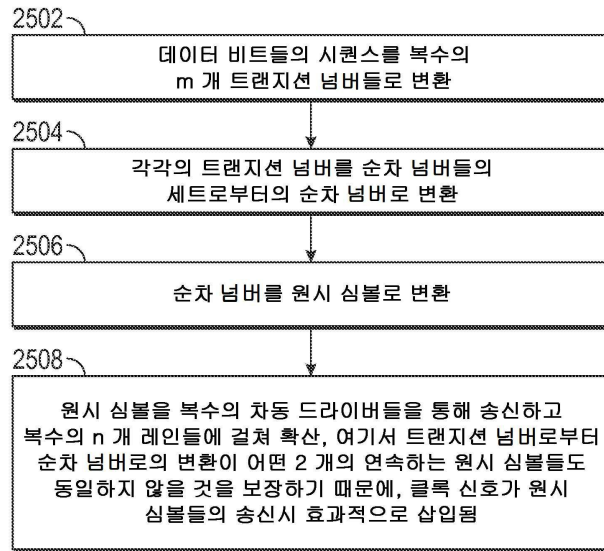 2502
데이터 비트들의 시퀀스를 복수의
m 개 트랜지션 넘버들로 변환
2504
각각의 트랜지션 넘버를 순차 넘버들의
세트로부터의 순차 넘버로 변환
2506
순차 넘버를 원시 심볼로 변환
2508
원시 심볼을 복수의 차동 드라이버들을 통해 송신하고
복수의 n 개 레인들에 걸쳐 확산, 여기서 트랜지션 넘버로부터
순차 넘버로의 변환이 어떤 2 개의 연속하는 원시 심볼들도
동일하지 않을 것을 보장하기 때문에, 클록 신호가 원시
심볼들의 송신시 효과적으로 삽입됨